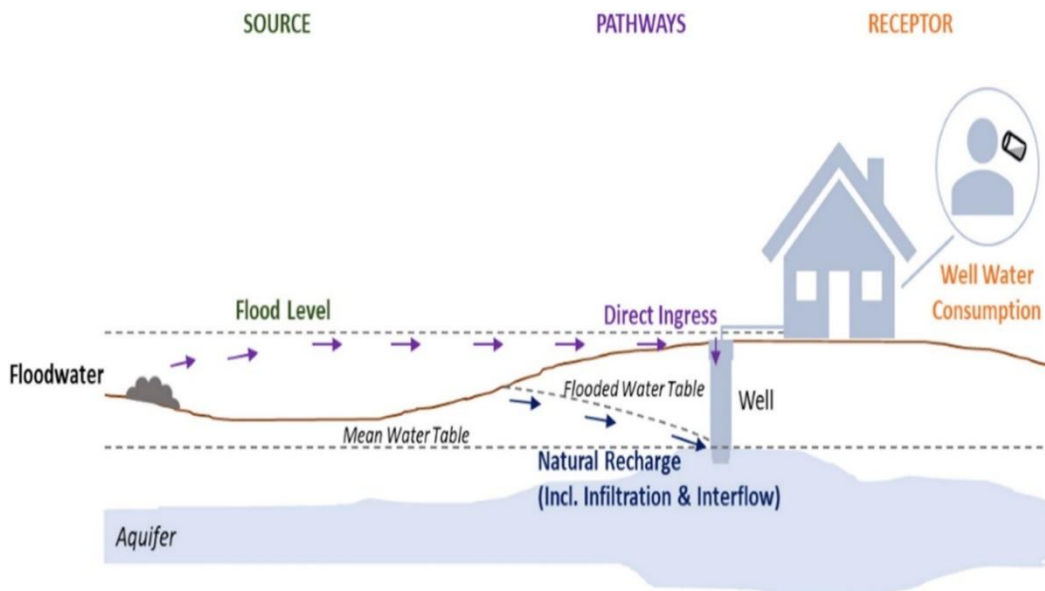 SOURCE
PATHWAYS
RECEPTOR
Well Water
Consumption
Flood Level
Direct Ingress
Floodwater
Flooded Water Table
Well
Mean Water Table
Natural Recharge
(Incl. Infiltration & Interflow)
Aquifer